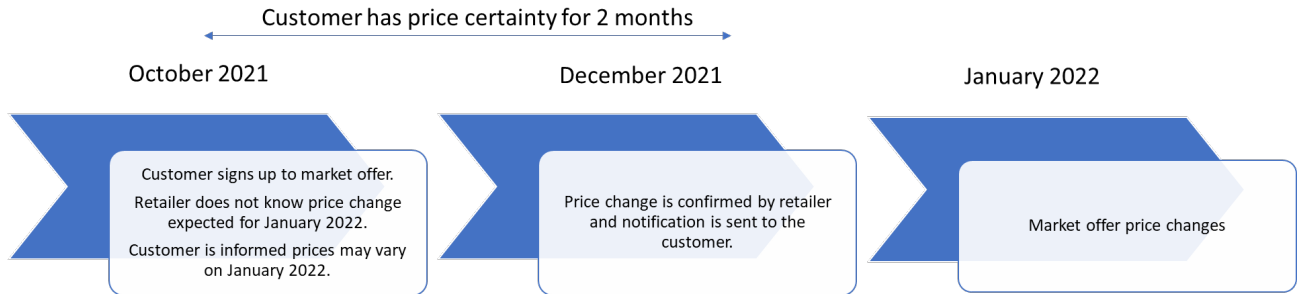 Customer has price certainty for 2 months
October 2021
December 2021
January 2022
Customer signs up to market offer.
Retailer does not know price change
expected for January 2022.
Customer is informed prices may vary
on January 2022.
Price change is confirmed by retailer
and notification is sent to the
customer.
Market offer price changes